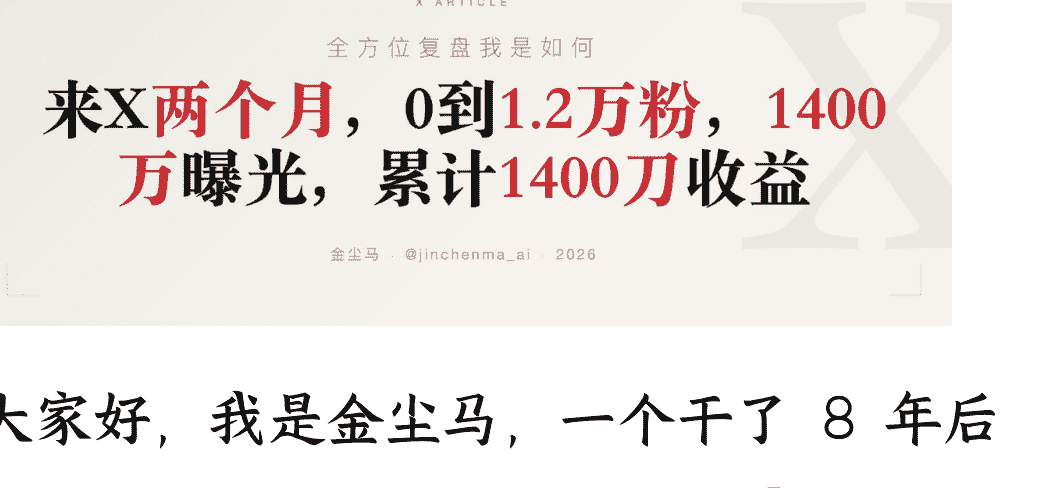 X ARTICLE
全方位复盘我是如何
来X两个月，0到1.2万粉，1400
万曝光，累计1400刀收益
金尘马 · @jinchenma_ai · 2026
大家好，我是金尘马，一个干了 8 年后